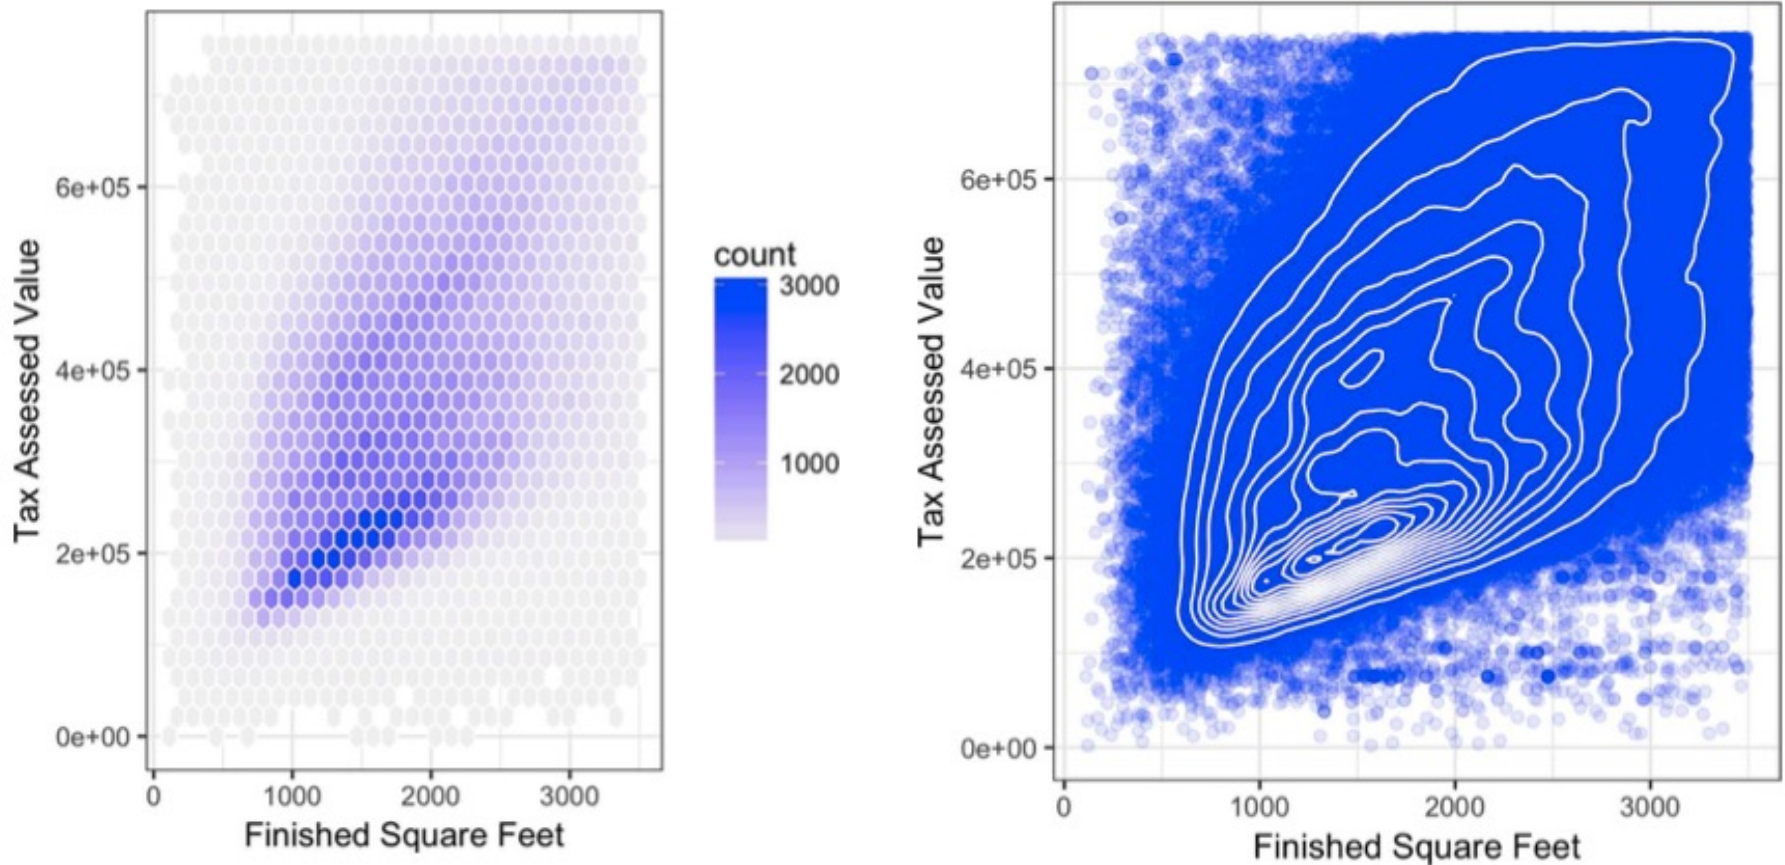 Tax Assessed Value
6e+05
4e+05
2e+05
0e+00
0 1000 2000 3000
Finished Square Feet
count
3000
2000
1000
Tax Assessed Value
6e+05
4e+05
2e+05
0e+00
0 1000 2000 3000
Finished Square Feet